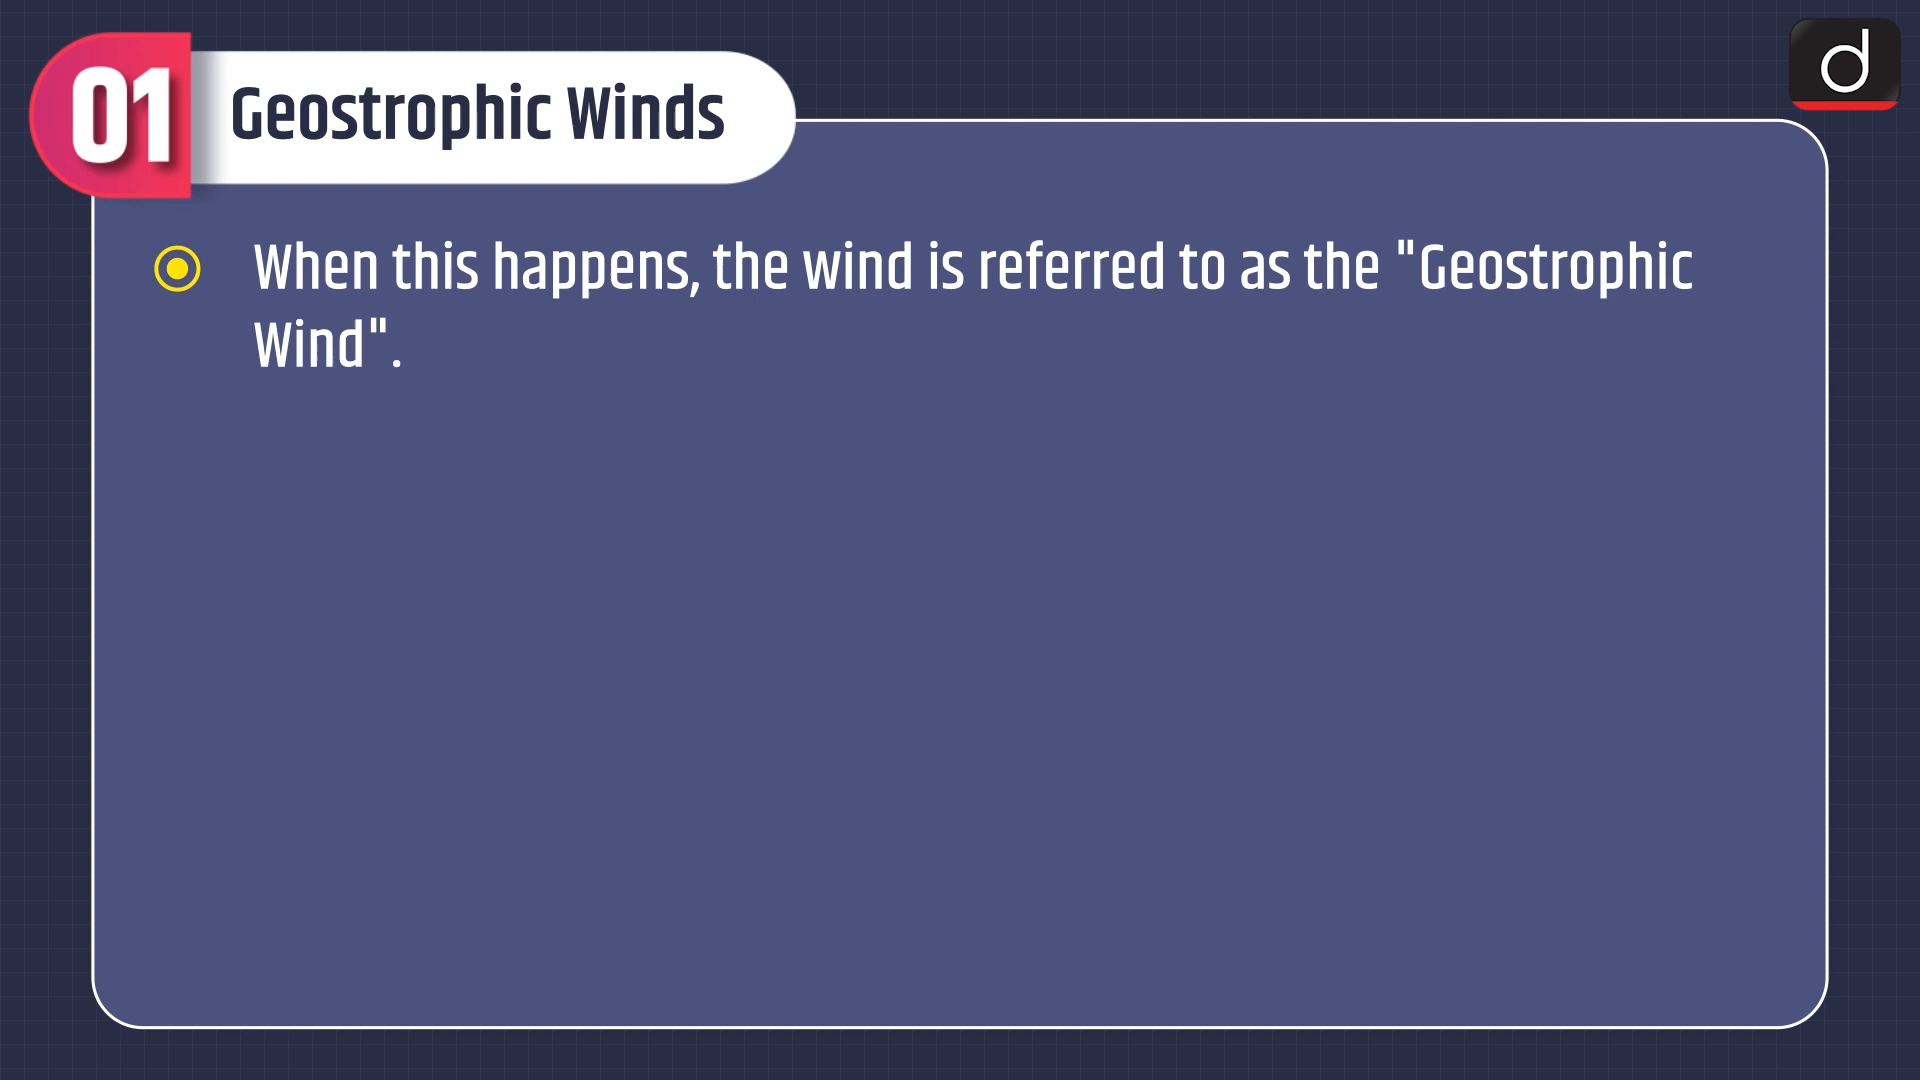 01 Geostrophic Winds
d
When this happens, the wind is referred to as the "Geostrophic
Wind".